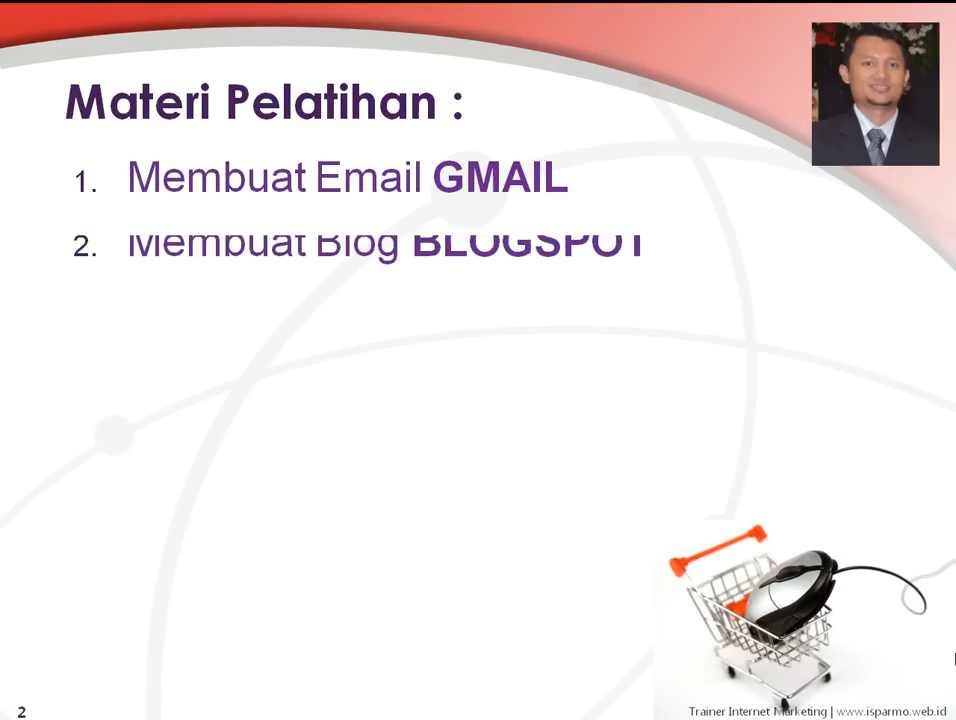 Materi Pelatihan :
1. Membuat Email GMAIL
2. Membuat Blog BLOGSPOT
2
Trainer Internet Marketing | www.isparmo.web.id